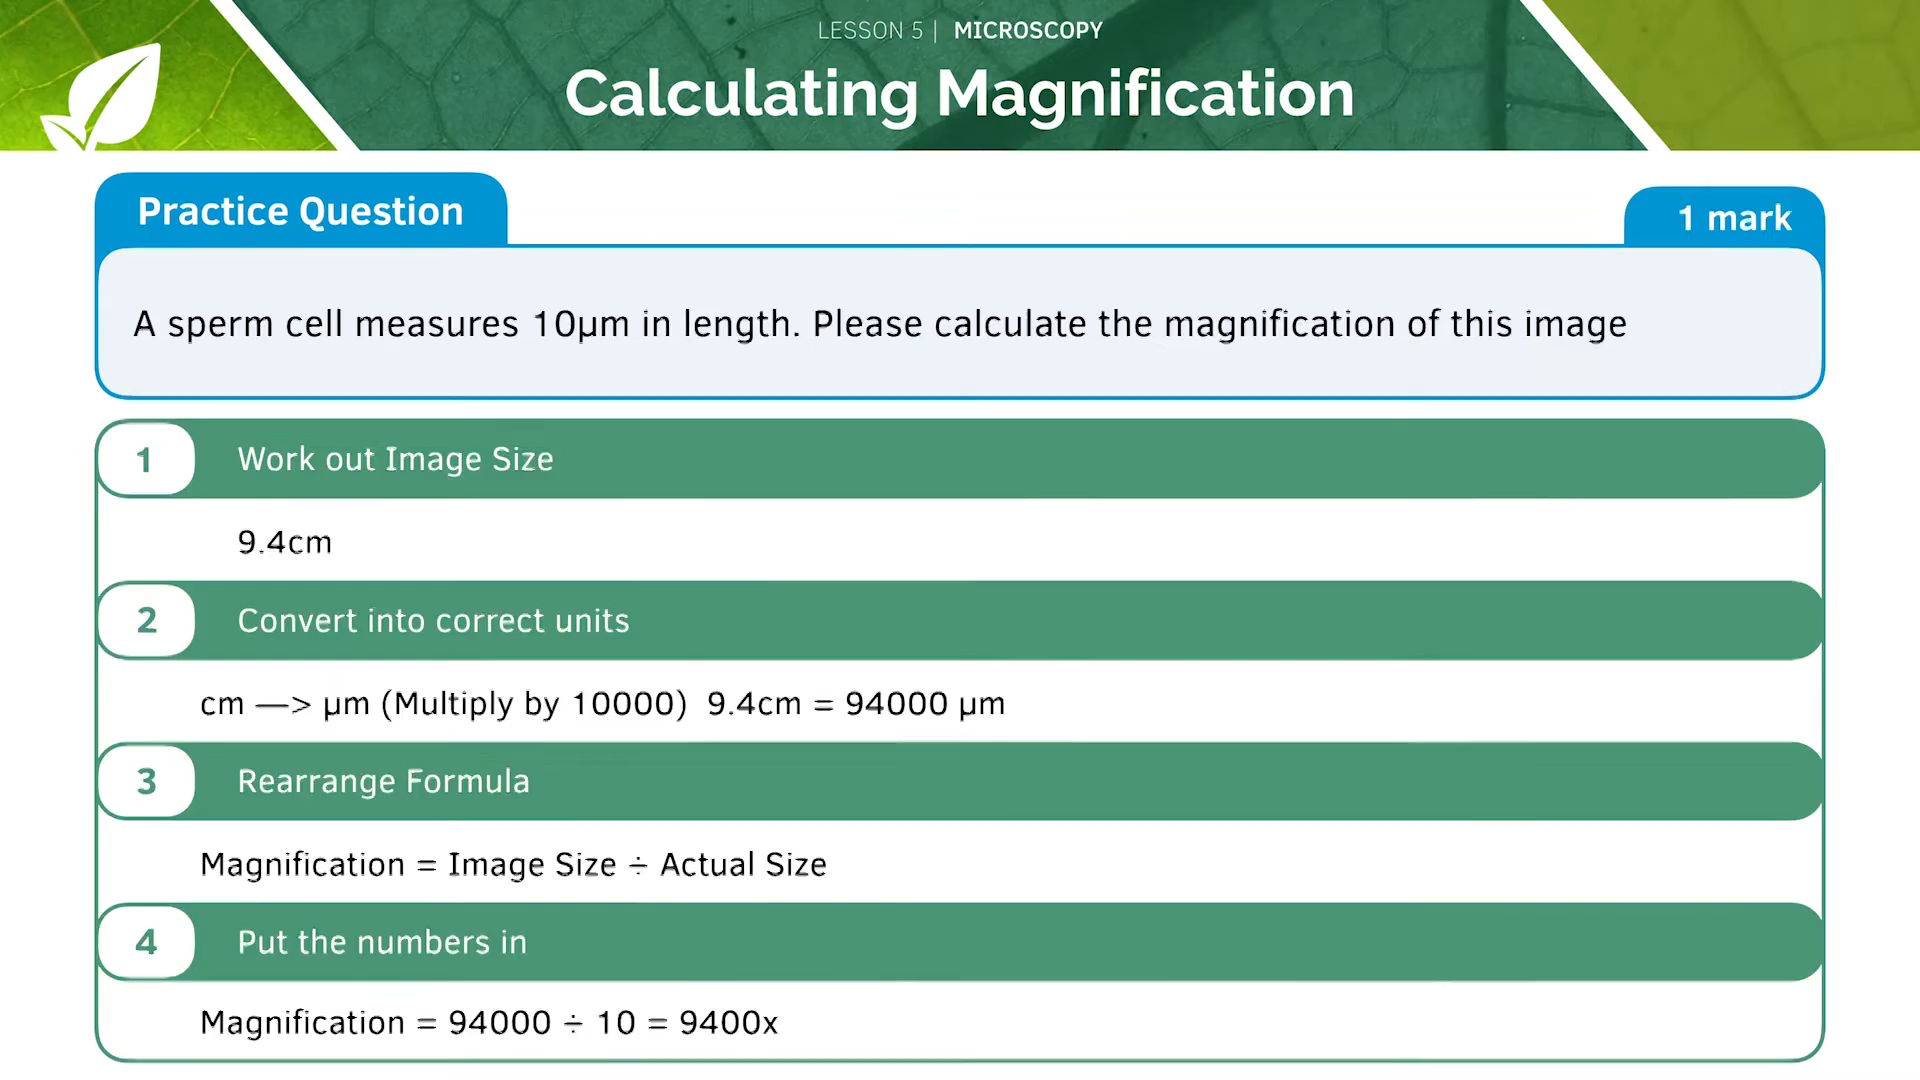 LESSON 5 | MICROSCOPY
Calculating Magnification
Practice Question
1 mark
A sperm cell measures 10µm in length. Please calculate the magnification of this image
1 Work out Image Size
9.4cm
2 Convert into correct units
cm —> µm (Multiply by 10000) 9.4cm = 94000 µm
3 Rearrange Formula
Magnification = Image Size ÷ Actual Size
4 Put the numbers in
Magnification = 94000 ÷ 10 = 9400x